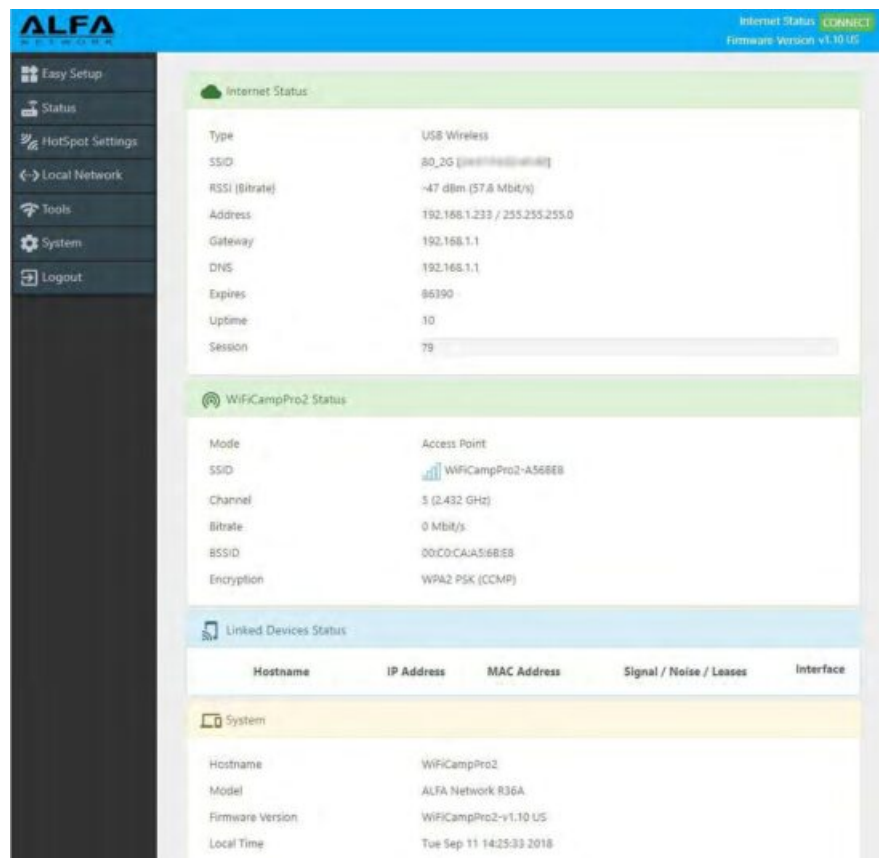 ALFA
NETWORK
Internet Status CONNECT
Firmware Version v1.10 US
Easy Setup
Status
HotSpot Settings
Local Network
Tools
System
Logout
Internet Status
Type USB Wireless
SSID 80_2G [
RSSI (Bitrate) -47 dBm (57.8 Mbit/s)
Address 192.168.1.233 / 255.255.255.0
Gateway 192.168.1.1
DNS 192.168.1.1
Expires 86390
Uptime 10
Session 79
WiFiCampPro2 Status
Mode Access Point
SSID WiFiCampPro2-A568E8
Channel 5 (2.432 GHz)
Bitrate 0 Mbit/s
BSSID 00:C0:CA:A5:68:E8
Encryption WPA2 PSK (CCMP)
Linked Devices Status
Hostname IP Address MAC Address Signal / Noise / Leases Interface
System
Hostname WiFiCampPro2
Model ALFA Network R36A
Firmware Version WiFiCampPro2-v1.10 US
Local Time Tue Sep 11 14:25:33 2018